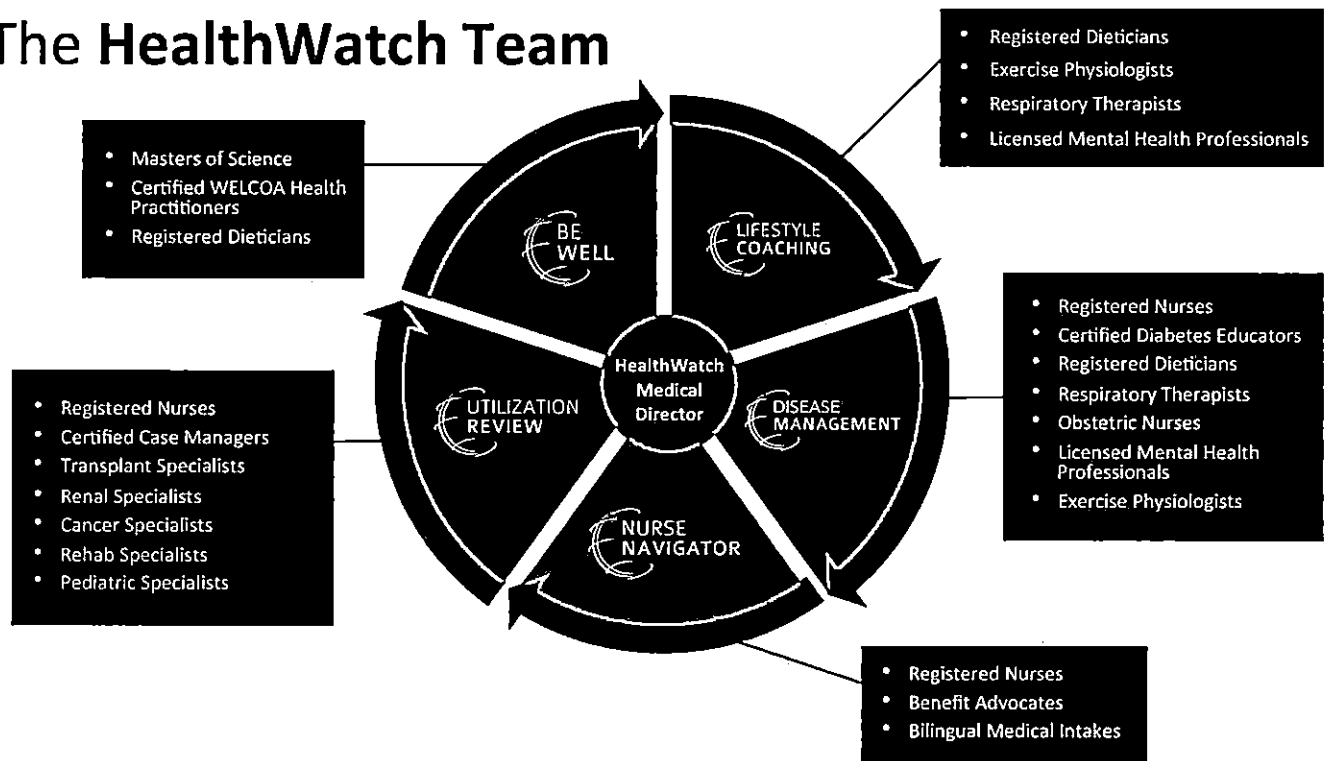 The HealthWatch Team
• Registered Dieticians
• Exercise Physiologists
• Respiratory Therapists
• Licensed Mental Health Professionals
• Masters of Science
• Certified WELCOA Health
Practitioners
• Registered Dieticians
BE
WELL
LIFESTYLE
COACHING
• Registered Nurses
• Certified Diabetes Educators
• Registered Dieticians
• Respiratory Therapists
• Obstetric Nurses
• Licensed Mental Health
Professionals
• Exercise Physiologists
HealthWatch
Medical
Director
DISEASE
MANAGEMENT
UTILIZATION
REVIEW
• Registered Nurses
• Certified Case Managers
• Transplant Specialists
• Renal Specialists
• Cancer Specialists
• Rehab Specialists
• Pediatric Specialists
NURSE
NAVIGATOR
• Registered Nurses
• Benefit Advocates
• Bilingual Medical Intakes